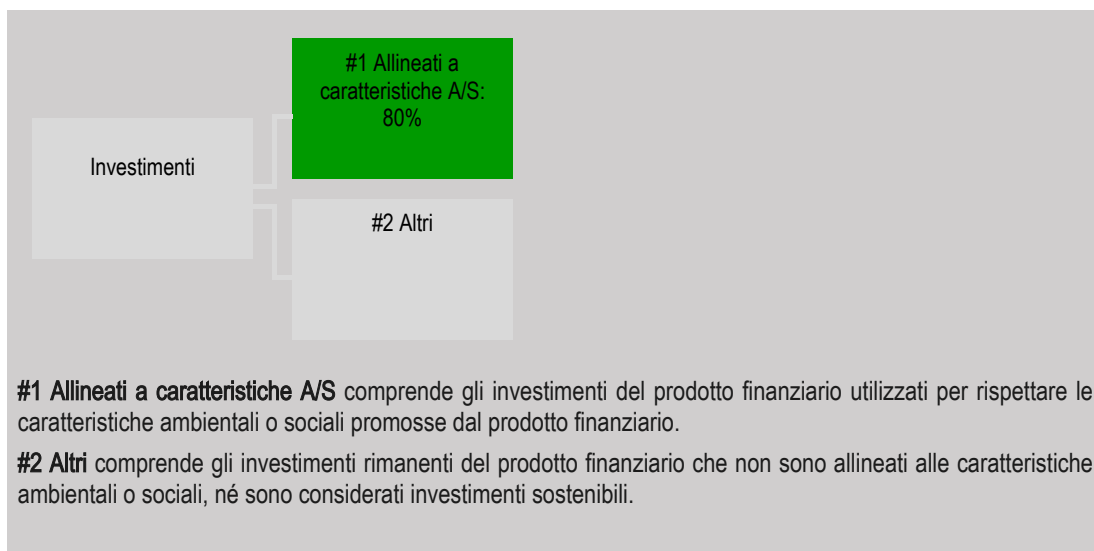 #1 Allineati a
caratteristiche A/S:
80%
Investimenti
#2 Altri
#1 Allineati a caratteristiche A/S comprende gli investimenti del prodotto finanziario utilizzati per rispettare le
caratteristiche ambientali o sociali promosse dal prodotto finanziario.
#2 Altri comprende gli investimenti rimanenti del prodotto finanziario che non sono allineati alle caratteristiche
ambientali o sociali, né sono considerati investimenti sostenibili.